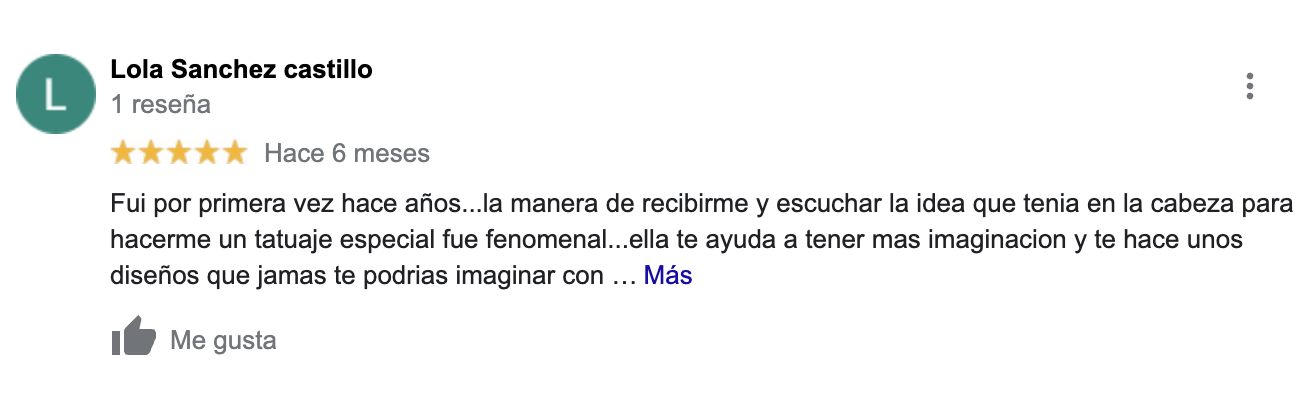 L
Lola Sanchez castillo
1 reseña
Hace 6 meses
Fui por primera vez hace años...la manera de recibirme y escuchar la idea que tenia en la cabeza para
hacerme un tatuaje especial fue fenomenal...ella te ayuda a tener mas imaginacion y te hace unos
diseños que jamas te podrias imaginar con … Más
Me gusta